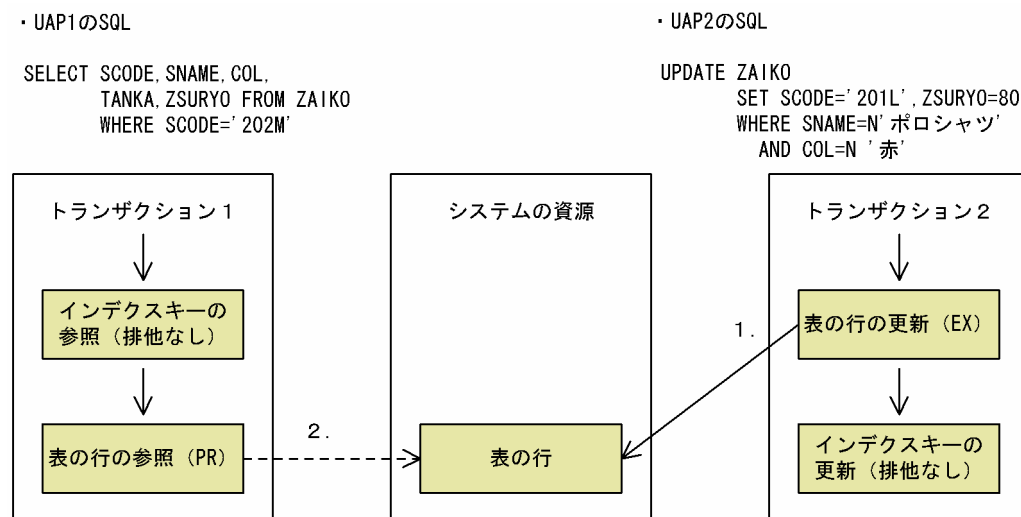 ・UAP1のSQL
SELECT SCODE,SNAME,COL,
TANKA,ZSURYO FROM ZAIKO
WHERE SCODE='202M'
・UAP2のSQL
UPDATE ZAIKO
SET SCODE='201L',ZSURYO=80
WHERE SNAME=N'ポロシャツ'
AND COL=N '赤'
トランザクション1
インデクスキーの
参照（排他なし）
表の行の参照（PR）
2.
システムの資源
表の行
1.
トランザクション2
表の行の更新（EX）
インデクスキーの
更新（排他なし）